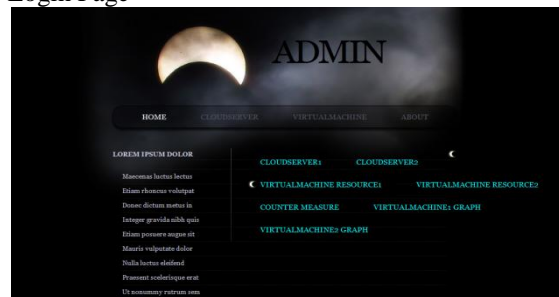 Login Page
ADMIN
HOME CLOUDSERVER VIRTUALMACHINE ABOUT
LOREM IPSUM DOLOR
Maecenas luctus lectus
Etiam rhoncus volutpat
Donec dictum metus in
Integer gravida nibh quis
Etiam posuere augue sit
Mauris vulputate dolor
Nulla luctus eleifend
Praesent scelerisque erat
Ut nonummy rutrum sem
CLOUDSERVER1 CLOUDSERVER2
VIRTUALMACHINE RESOURCE1 VIRTUALMACHINE RESOURCE2
COUNTER MEASURE VIRTUALMACHINE1 GRAPH
VIRTUALMACHINE2 GRAPH